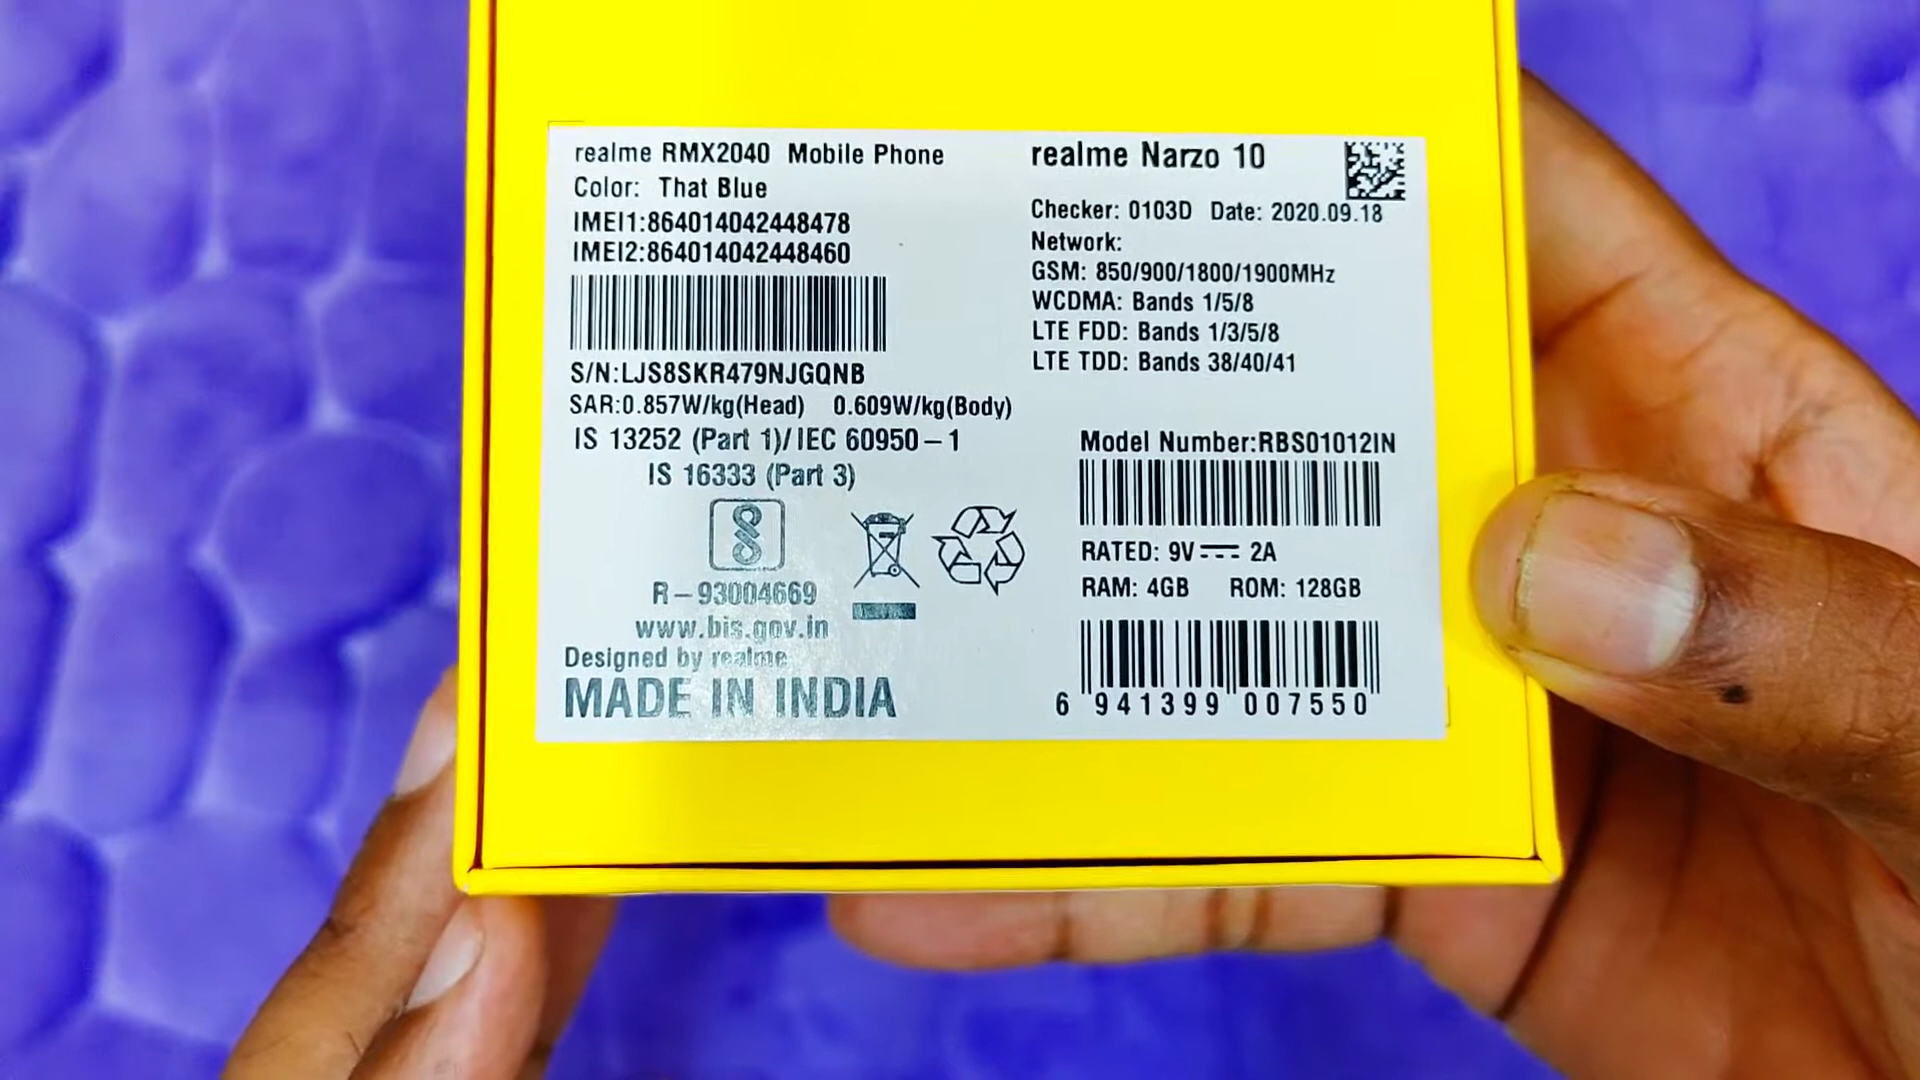 realme RMX2040 Mobile Phone
Color: That Blue
IMEI1:864014042448478
IMEI2:864014042448460
S/N:LJS8SKR479NJGQNB
SAR:0.857W/kg(Head) 0.609W/kg(Body)
IS 13252 (Part 1)/IEC 60950-1
IS 16333 (Part 3)
R-93004669
www.bis.gov.in
Designed by realme
MADE IN INDIA
realme Narzo 10
Checker: 0103D Date: 2020.09.18
Network:
GSM: 850/900/1800/1900MHz
WCDMA: Bands 1/5/8
LTE FDD: Bands 1/3/5/8
LTE TDD: Bands 38/40/41
Model Number:RBS01012IN
RATED: 9V⎓2A
RAM: 4GB ROM: 128GB
6 941399 007550